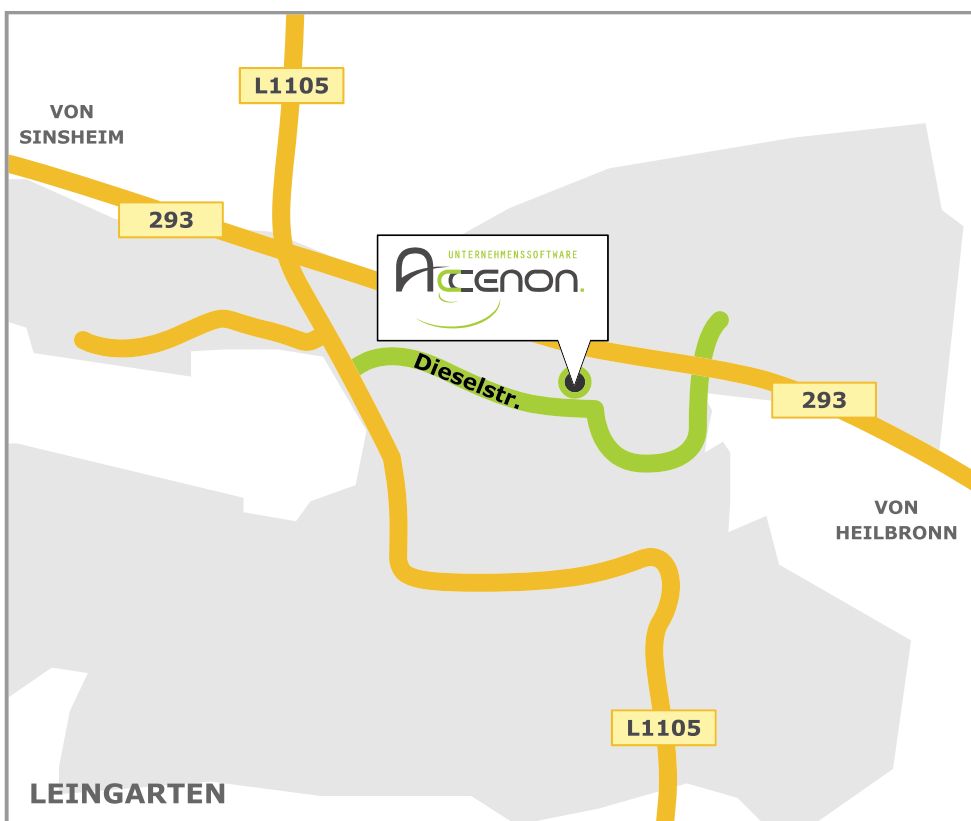 L1105
VON
SINSHEIM
293
UNTERNEHMENSSOFTWARE
Accenon.
Dieselstr.
293
VON
HEILBRONN
L1105
LEINGARTEN